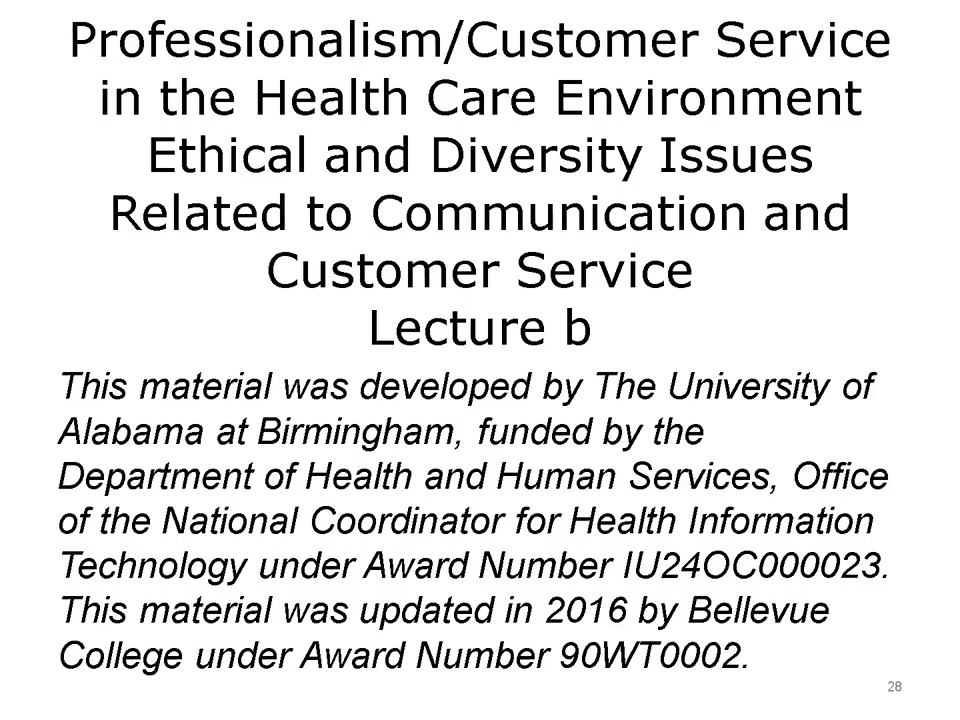 Professionalism/Customer Service
in the Health Care Environment
Ethical and Diversity Issues
Related to Communication and
Customer Service
Lecture b
This material was developed by The University of
Alabama at Birmingham, funded by the
Department of Health and Human Services, Office
of the National Coordinator for Health Information
Technology under Award Number IU24OC000023.
This material was updated in 2016 by Bellevue
College under Award Number 90WT0002.
28